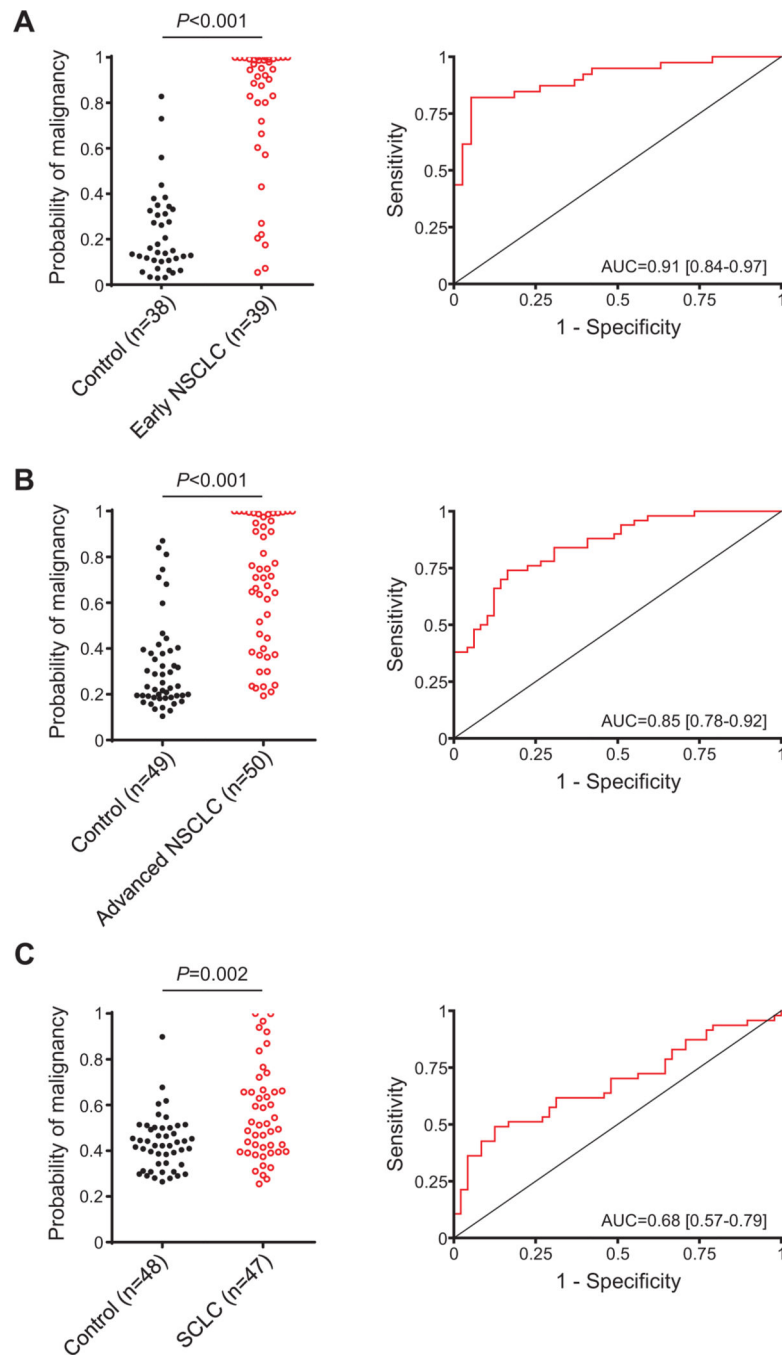 A
P<0.001
Probability of malignancy
1
0.8
0.6
0.4
0.2
0
Control (n=38)
Early NSCLC (n=39)
Sensitivity
1
0.75
0.5
0.25
0
0
0.25
0.5
0.75
1
AUC=0.91 [0.84-0.97]
1 - Specificity
B
P<0.001
Probability of malignancy
1
0.8
0.6
0.4
0.2
0
Control (n=49)
Advanced NSCLC (n=50)
Sensitivity
1
0.75
0.5
0.25
0
0
0.25
0.5
0.75
1
AUC=0.85 [0.78-0.92]
1 - Specificity
C
P=0.002
Probability of malignancy
1
0.8
0.6
0.4
0.2
0
Control (n=48)
SCLC (n=47)
Sensitivity
1
0.75
0.5
0.25
0
0
0.25
0.5
0.75
1
AUC=0.68 [0.57-0.79]
1 - Specificity